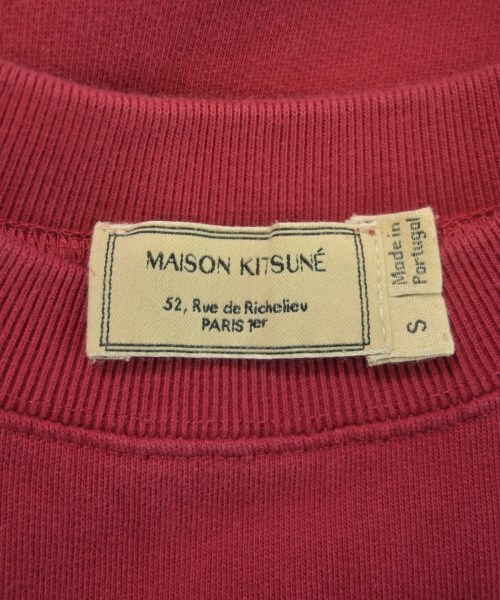 MAISON KITSUNÉ
52, Rue de Richelieu
PARIS 1er
Made in
Portugal
S